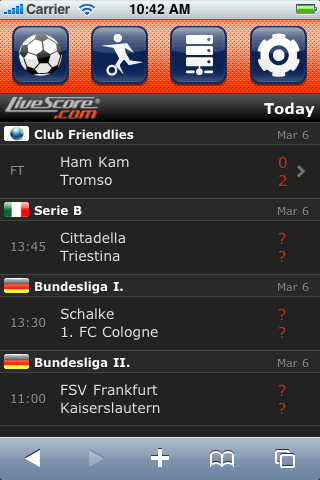 Carrier 10:42 AM
LiveScore®.com Today
Club Friendlies Mar 6
FT
Ham Kam 0
Tromso 2
Serie B Mar 6
13:45
Cittadella ?
Triestina ?
Bundesliga I. Mar 6
13:30
Schalke ?
1. FC Cologne ?
Bundesliga II. Mar 6
11:00
FSV Frankfurt ?
Kaiserslautern ?